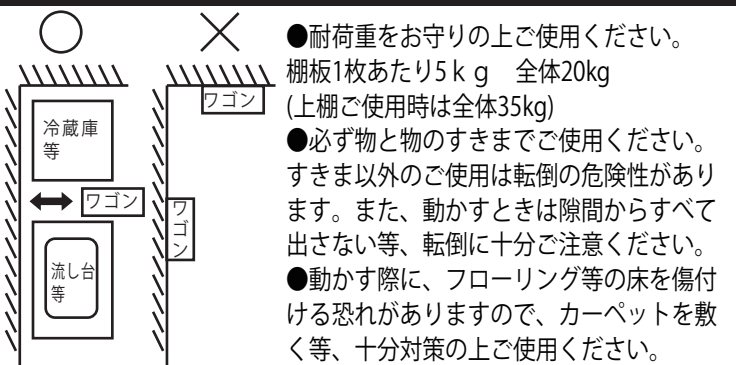 冷蔵庫
等
ワゴン
流し台
等
ワゴン
ワゴン
●耐荷重をお守りの上ご使用ください。
棚板1枚あたり5ｋｇ　全体20kg
(上棚ご使用時は全体35kg)
●必ず物と物のすきまでご使用ください。
すきま以外のご使用は転倒の危険性があり
ます。また、動かすときは隙間からすべて
出さない等、転倒に十分ご注意ください。
●動かす際に、フローリング等の床を傷付
ける恐れがありますので、カーペットを敷
く等、十分対策の上ご使用ください。